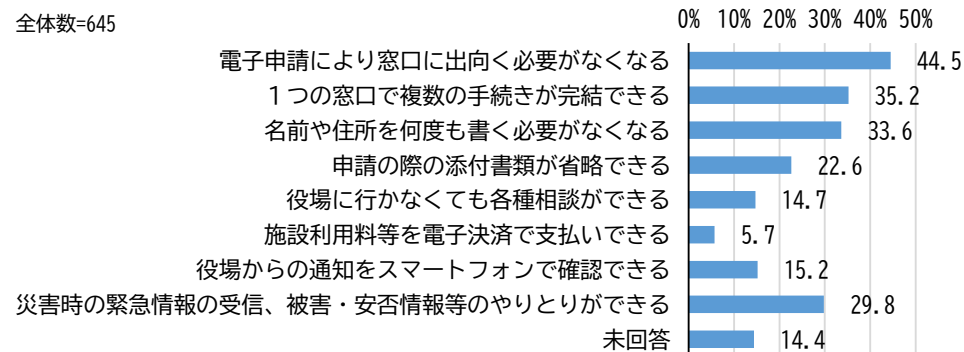 全体数=645
0% 10% 20% 30% 40% 50%
電子申請により窓口に出向く必要がなくなる 44.5
１つの窓口で複数の手続きが完結できる 35.2
名前や住所を何度も書く必要がなくなる 33.6
申請の際の添付書類が省略できる 22.6
役場に行かなくても各種相談ができる 14.7
施設利用料等を電子決済で支払いできる 5.7
役場からの通知をスマートフォンで確認できる 15.2
災害時の緊急情報の受信、被害・安否情報等のやりとりができる 29.8
未回答 14.4